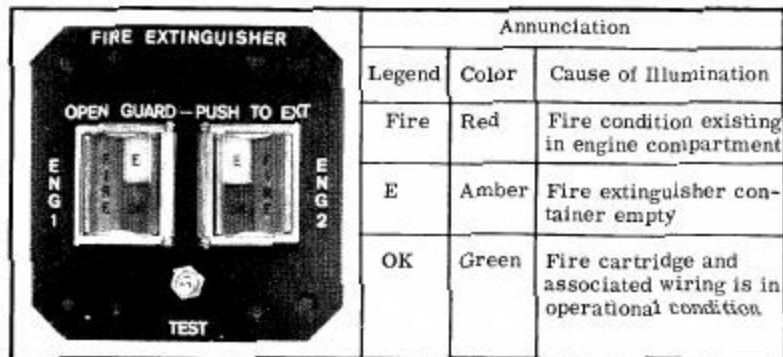 FIRE EXTINGUISHER
OPEN GUARD – PUSH TO EXT
ENG 1
FIRE
E
E
FIRE
ENG 2
TEST
Annunciation
Legend Color Cause of Illumination
Fire Red Fire condition existing
in engine compartment
E Amber Fire extinguisher con-
tainer empty
OK Green Fire cartridge and
associated wiring is in
operational condition